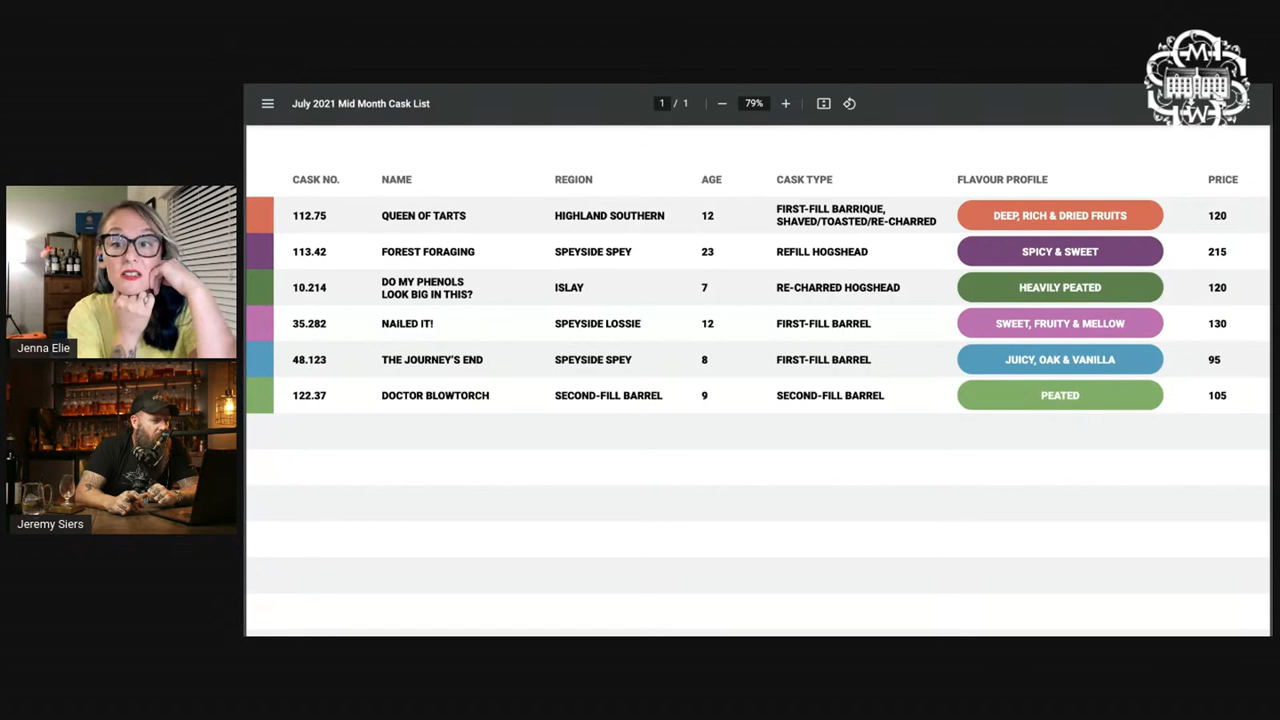 July 2021 Mid Month Cask List
1 / 1
79%
CASK NO. NAME REGION AGE CASK TYPE FLAVOUR PROFILE PRICE
112.75 QUEEN OF TARTS HIGHLAND SOUTHERN 12 FIRST-FILL BARRIQUE, SHAVED/TOASTED/RE-CHARRED DEEP, RICH & DRIED FRUITS 120
113.42 FOREST FORAGING SPEYSIDE SPEY 23 REFILL HOGSHEAD SPICY & SWEET 215
10.214 DO MY PHENOLS LOOK BIG IN THIS? ISLAY 7 RE-CHARRED HOGSHEAD HEAVILY PEATED 120
35.282 NAILED IT! SPEYSIDE LOSSIE 12 FIRST-FILL BARREL SWEET, FRUITY & MELLOW 130
48.123 THE JOURNEY'S END SPEYSIDE SPEY 8 FIRST-FILL BARREL JUICY, OAK & VANILLA 95
122.37 DOCTOR BLOWTORCH SECOND-FILL BARREL 9 SECOND-FILL BARREL PEATED 105
Jenna Elie
Jeremy Siers
S
M
S
W